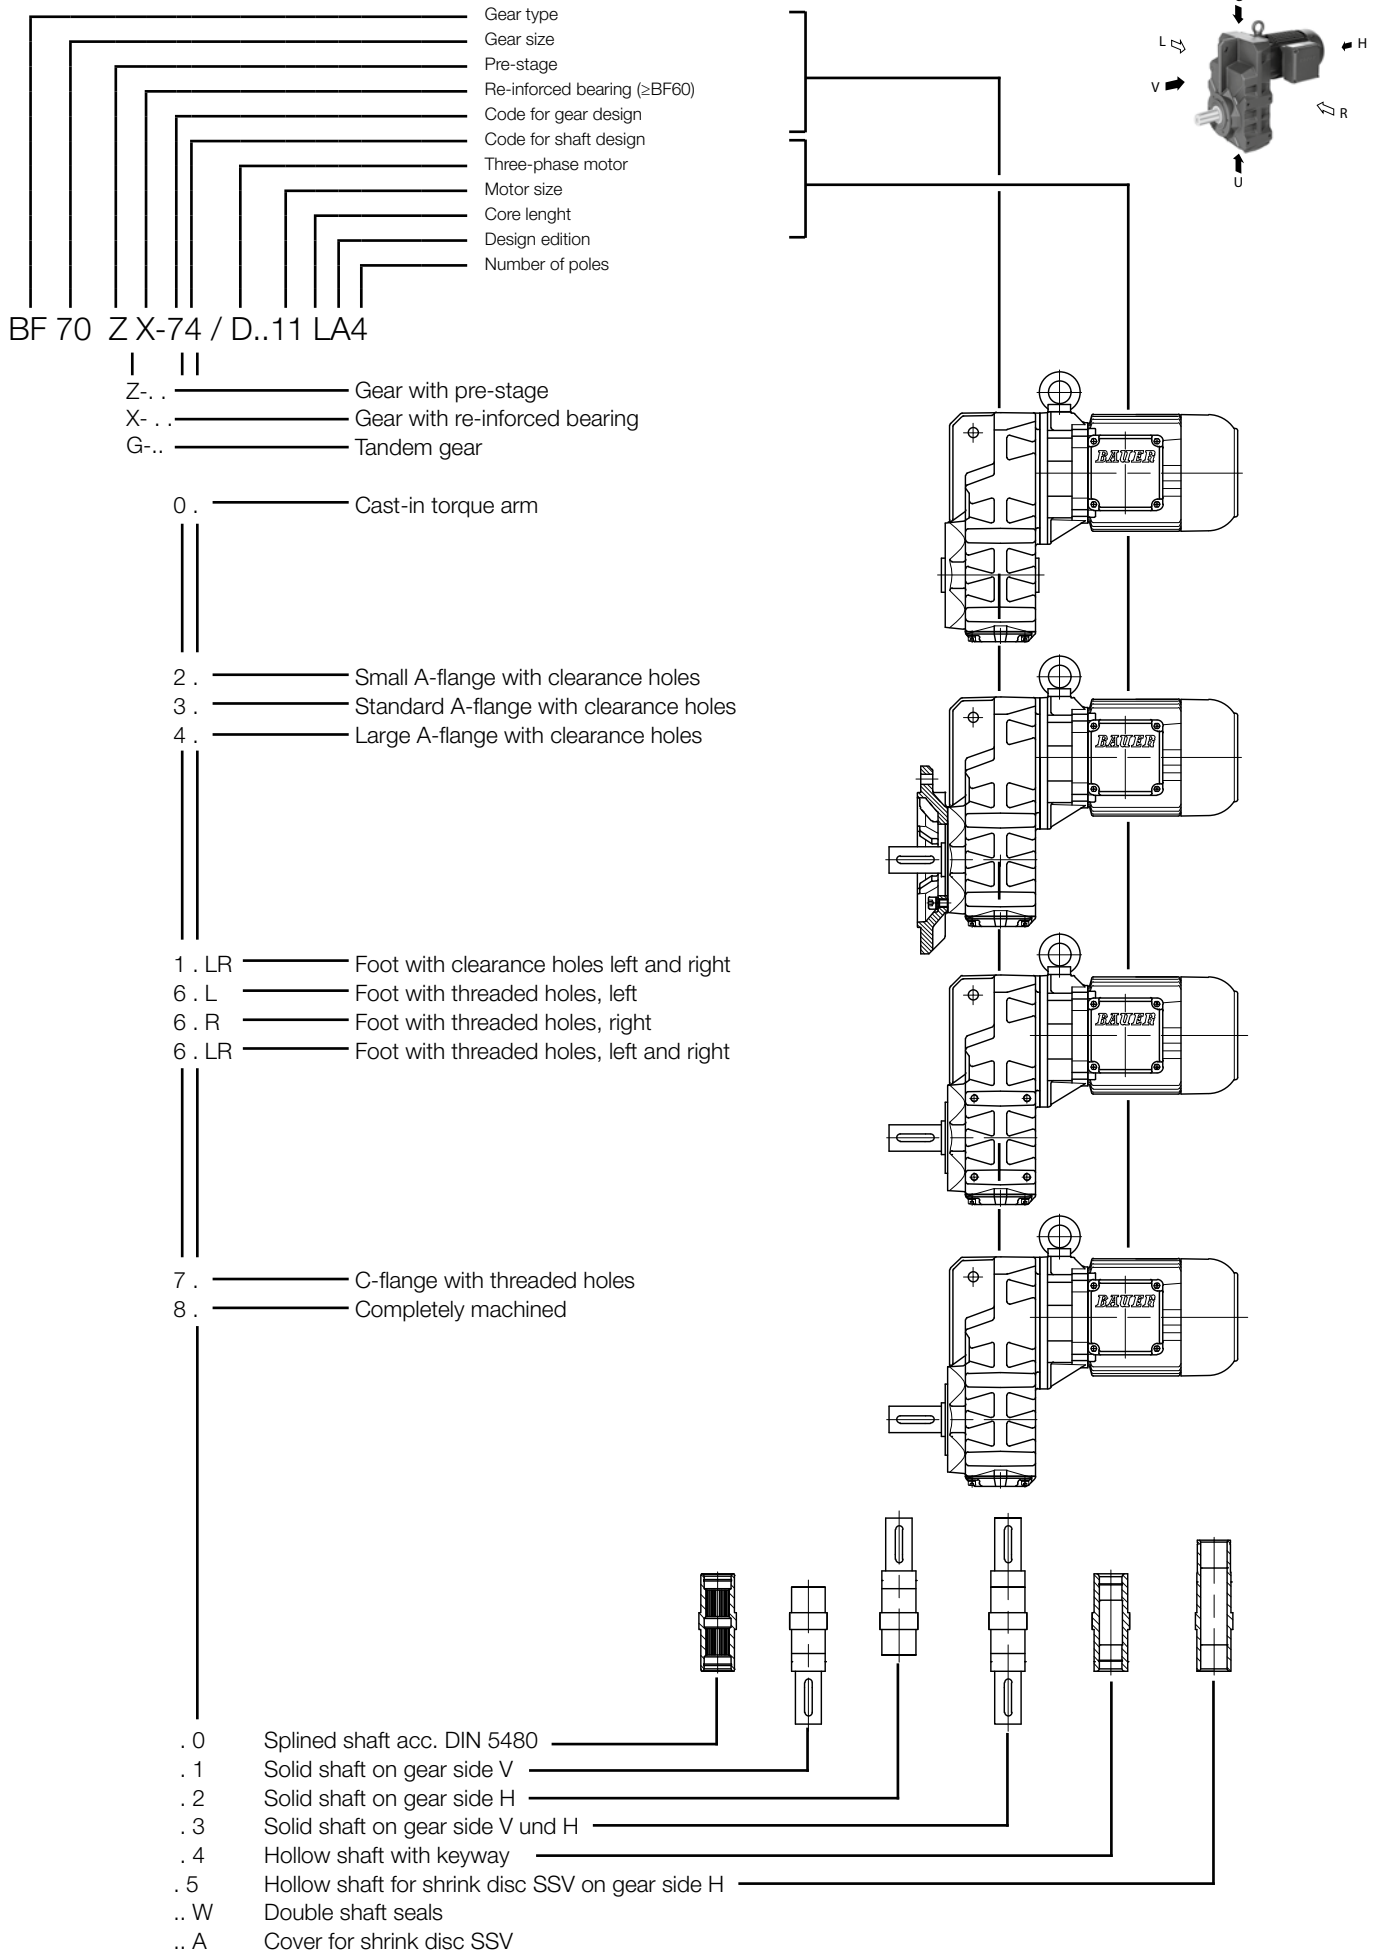 Gear type
Gear size
Pre-stage
Re-inforced bearing (≥BF60)
Code for gear design
Code for shaft design
Three-phase motor
Motor size
Core lenght
Design edition
Number of poles
L
H
V
R
U
BF 70 Z X-74 / D..11 LA4
Z-. . Gear with pre-stage
X- . . Gear with re-inforced bearing
G-.. Tandem gear
0 . Cast-in torque arm
2 . Small A-flange with clearance holes
3 . Standard A-flange with clearance holes
4 . Large A-flange with clearance holes
1 . LR Foot with clearance holes left and right
6 . L Foot with threaded holes, left
6 . R Foot with threaded holes, right
6 . LR Foot with threaded holes, left and right
7 . C-flange with threaded holes
8 . Completely machined
BAUER
BAUER
BAUER
BAUER
. 0 Splined shaft acc. DIN 5480
. 1 Solid shaft on gear side V
. 2 Solid shaft on gear side H
. 3 Solid shaft on gear side V und H
. 4 Hollow shaft with keyway
. 5 Hollow shaft for shrink disc SSV on gear side H
.. W Double shaft seals
.. A Cover for shrink disc SSV